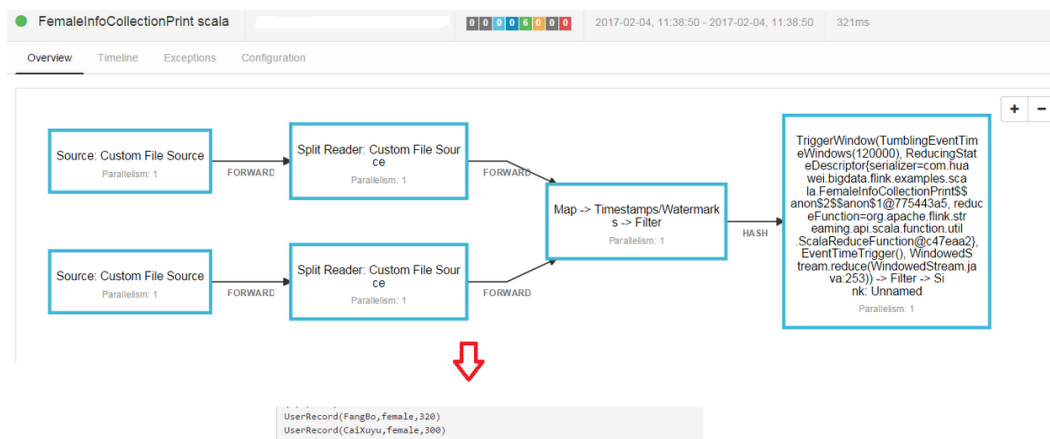 FemaleInfoCollectionPrint scala
0 0 0 0 6 0 0 0
2017-02-04, 11:38:50 - 2017-02-04, 11:38:50
321ms
Overview
Timeline
Exceptions
Configuration
+ −
Source: Custom File Source
Parallelism: 1
FORWARD
Split Reader: Custom File Sour
ce
Parallelism: 1
FORWARD
Source: Custom File Source
Parallelism: 1
FORWARD
Split Reader: Custom File Sour
ce
Parallelism: 1
FORWARD
Map -> Timestamps/Watermark
s -> Filter
Parallelism: 1
HASH
TriggerWindow(TumblingEventTim
eWindows(120000), ReducingStat
eDescriptor{serializer=com.hua
wei.bigdata.flink.examples.sca
la.FemaleInfoCollectionPrint$$
anon$2$$anon$1@775443a5, reduc
eFunction=org.apache.flink.str
eaming.api.scala.function.util
.ScalaReduceFunction@c47eaa2},
EventTimeTrigger(), WindowedS
tream.reduce(WindowedStream.ja
va:253)) -> Filter -> Si
nk: Unnamed
Parallelism: 1
UserRecord(FangBo,female,320)
UserRecord(CaiXuyu,female,300)